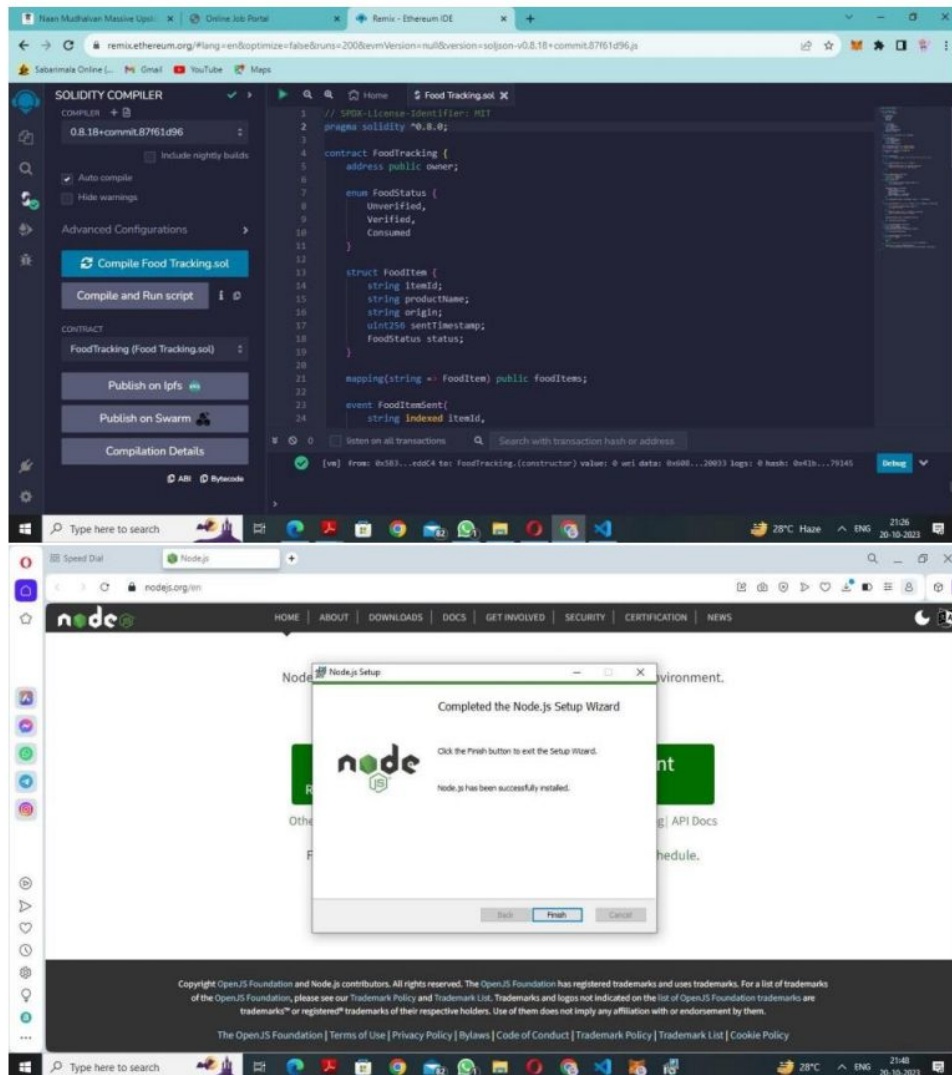 Naan Mudhalvan Massive Upsk
Online Job Portal
Remix - Ethereum IDE
remix.ethereum.org/#lang=en&optimize=false&runs=200&evmVersion=null&version=soljson-v0.8.18+commit.87f61d96.js
Sabarimala Online (... Gmail YouTube Maps
SOLIDITY COMPILER
Home
Food Tracking.sol
COMPILER
0.8.18+commit.87f61d96
Include nightly builds
Auto compile
Hide warnings
Advanced Configurations
Compile Food Tracking.sol
Compile and Run script
CONTRACT
FoodTracking (Food Tracking.sol)
Publish on Ipfs
Publish on Swarm
Compilation Details
ABI Bytecode
1 // SPDX-License-Identifier: MIT
2 pragma solidity ^0.8.0;
3
4 contract FoodTracking {
5 address public owner;
6
7 enum FoodStatus {
8 Unverified,
9 Verified,
10 Consumed
11 }
12
13 struct FoodItem {
14 string itemId;
15 string productName;
16 string origin;
17 uint256 sentTimestamp;
18 FoodStatus status;
19 }
20
21 mapping(string => FoodItem) public foodItems;
22
23 event FoodItemSent(
24 string indexed itemId,
0 listen on all transactions Search with transaction hash or address
[vm] from: 0x5B3...eddC4 to: FoodTracking.(constructor) value: 0 wei data: 0x608...20033 logs: 0 hash: 0x41b...79145 Debug
>
Type here to search
28°C Haze ENG 21:26
20-10-2023
Speed Dial
Node.js
nodejs.org/en
node
HOME | ABOUT | DOWNLOADS | DOCS | GET INVOLVED | SECURITY | CERTIFICATION | NEWS
Node
vironment.
Node.js Setup
Completed the Node.js Setup Wizard
Click the Finish button to exit the Setup Wizard.
node
JS
Node.js has been successfully installed.
nt
R
Othe
g | API Docs
F
hedule.
Back Finish Cancel
Copyright OpenJS Foundation and Node.js contributors. All rights reserved. The OpenJS Foundation has registered trademarks and uses trademarks. For a list of trademarks
of the OpenJS Foundation, please see our Trademark Policy and Trademark List. Trademarks and logos not indicated on the list of OpenJS Foundation trademarks are
trademarks™ or registered® trademarks of their respective holders. Use of them does not imply any affiliation with or endorsement by them.
The OpenJS Foundation | Terms of Use | Privacy Policy | Bylaws | Code of Conduct | Trademark Policy | Trademark List | Cookie Policy
Type here to search
28°C ENG 21:48
20-10-2023